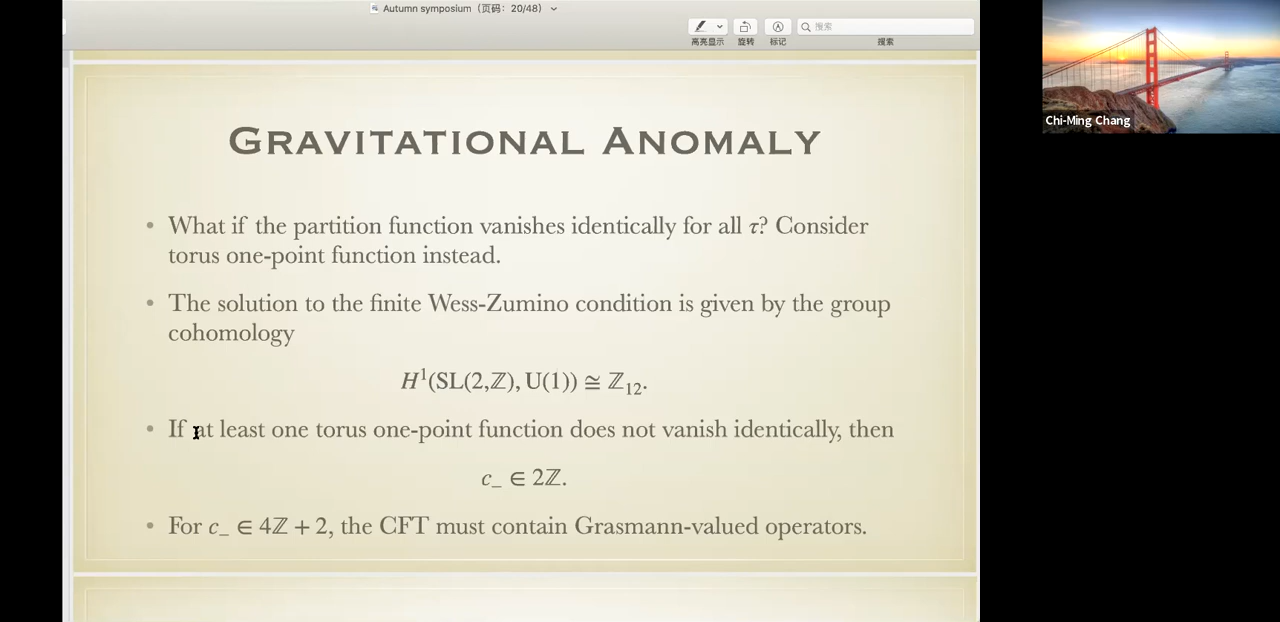 Autumn symposium (页码: 20/48)
高亮显示 旋转 标记 搜索
搜索
GRAVITATIONAL ANOMALY
• What if the partition function vanishes identically for all τ? Consider
torus one-point function instead.
• The solution to the finite Wess-Zumino condition is given by the group
cohomology
H¹(SL(2,ℤ), U(1)) ≅ ℤ₁₂.
• If at least one torus one-point function does not vanish identically, then
c₋ ∈ 2ℤ.
• For c₋ ∈ 4ℤ + 2, the CFT must contain Grasmann-valued operators.
Chi-Ming Chang